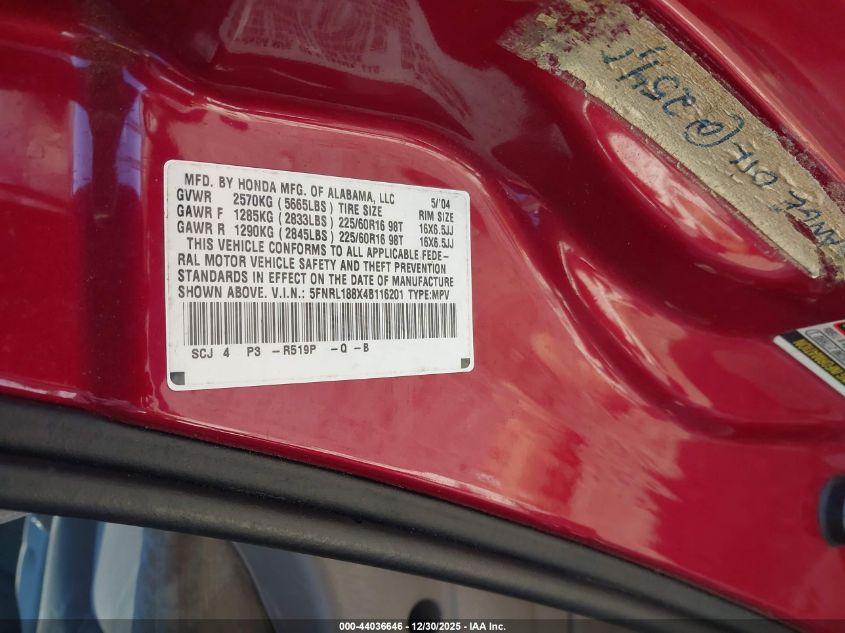 MFD. BY HONDA MFG. OF ALABAMA, LLC 5/'04
GVWR 2570KG (5665LBS) TIRE SIZE RIM SIZE
GAWR F 1285KG (2833LBS) 225/60R16 98T 16X6.5JJ
GAWR R 1290KG (2845LBS) 225/60R16 98T 16X6.5JJ
THIS VEHICLE CONFORMS TO ALL APPLICABLE FEDE-
RAL MOTOR VEHICLE SAFETY AND THEFT PREVENTION
STANDARDS IN EFFECT ON THE DATE OF MANUFACTURE
SHOWN ABOVE. V.I.N.: 5FNRL188X4B116201 TYPE:MPV
SCJ 4 P3 -R519P -Q -B
OIL @
000-44036646 - 12/30/2025 - IAA Inc.